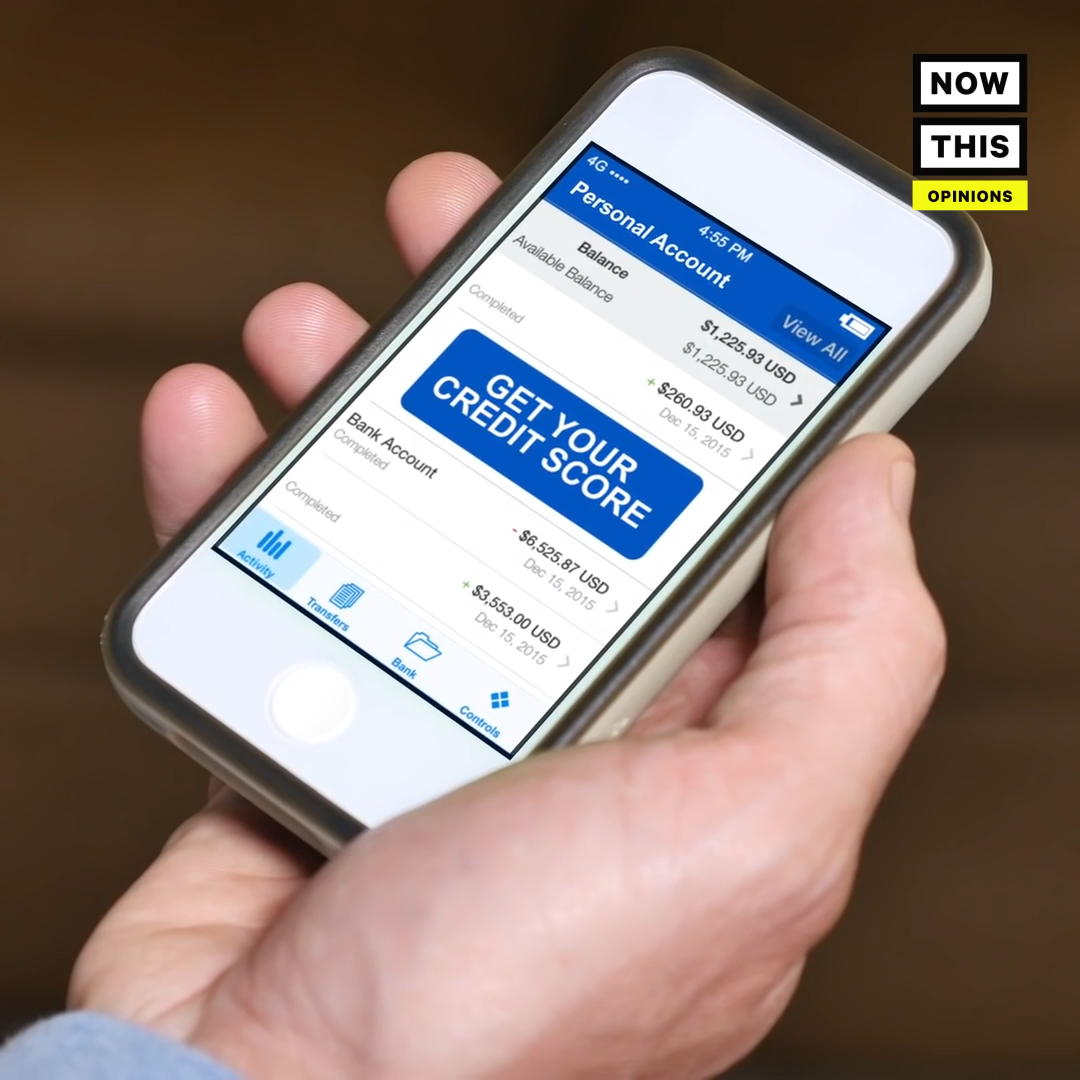 NOW
THIS
OPINIONS
4G
4:55 PM
Personal Account
View All
Balance
$1,225.93 USD
Available Balance
$1,225.93 USD
Completed
+ $260.93 USD
Dec 15, 2015
GET YOUR
CREDIT SCORE
Bank Account
Completed
- $6,525.87 USD
Dec 15, 2015
Completed
+ $3,553.00 USD
Dec 15, 2015
Activity
Transfers
Bank
Controls